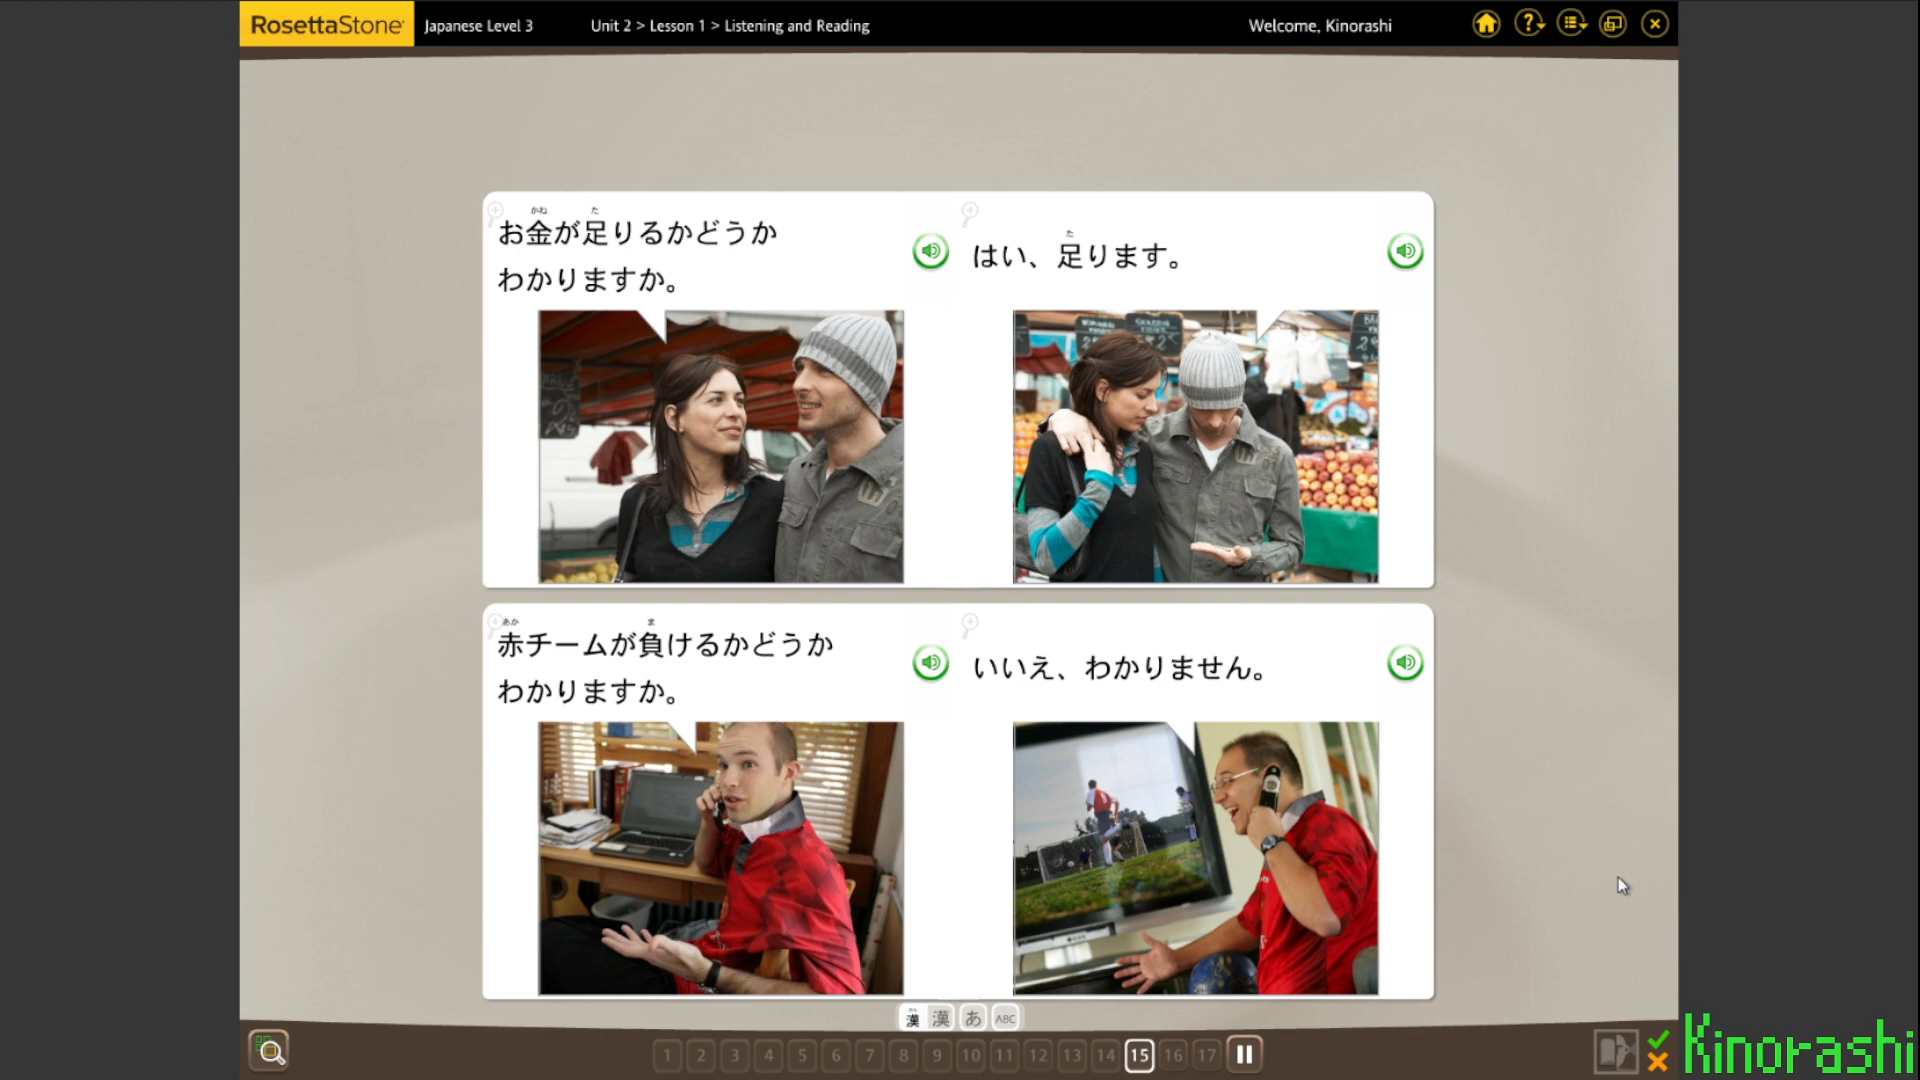 RosettaStone
Japanese Level 3
Unit 2 > Lesson 1 > Listening and Reading
Welcome, Kinorashi
かね た
お金が足りるかどうか
わかりますか。
た
はい、足ります。
あか ま
赤チームが負けるかどうか
わかりますか。
いいえ、わかりません。
漢 漢 あ ABC
1 2 3 4 5 6 7 8 9 10 11 12 13 14 15 16 17
Kinorashi